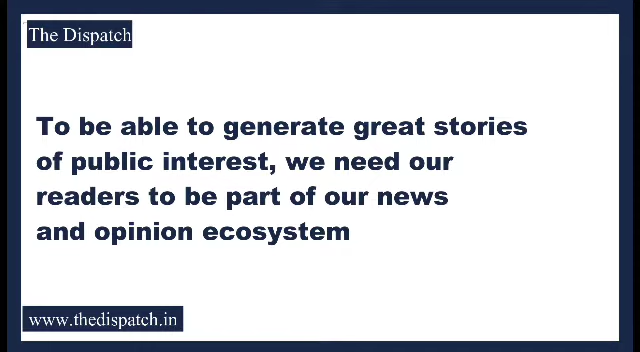 The Dispatch
To be able to generate great stories
of public interest, we need our
readers to be part of our news
and opinion ecosystem
www.thedispatch.in